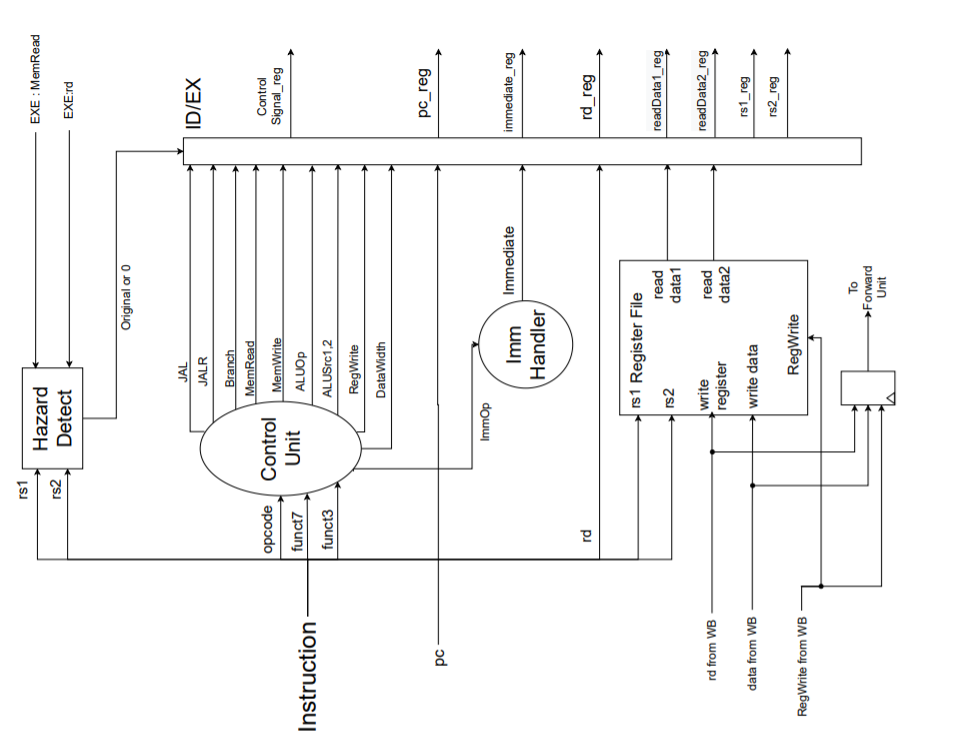 EXE : MemRead
EXE:rd
Hazard
Detect
rs1
rs2
Original or 0
ID/EX
Control
Signal_reg
pc_reg
immediate_reg
rd_reg
readData1_reg
readData2_reg
rs1_reg
rs2_reg
JAL
JALR
Branch
MemRead
MemWrite
ALUOp
ALUSrc1,2
RegWrite
DataWidth
Control
Unit
opcode
funct7
funct3
ImmOp
Imm
Handler
Immediate
Instruction
pc
rd
rs1 Register File
rs2
read
data1
read
data2
write
register
write data
RegWrite
To
Forward
Unit
rd from WB
data from WB
RegWrite from WB